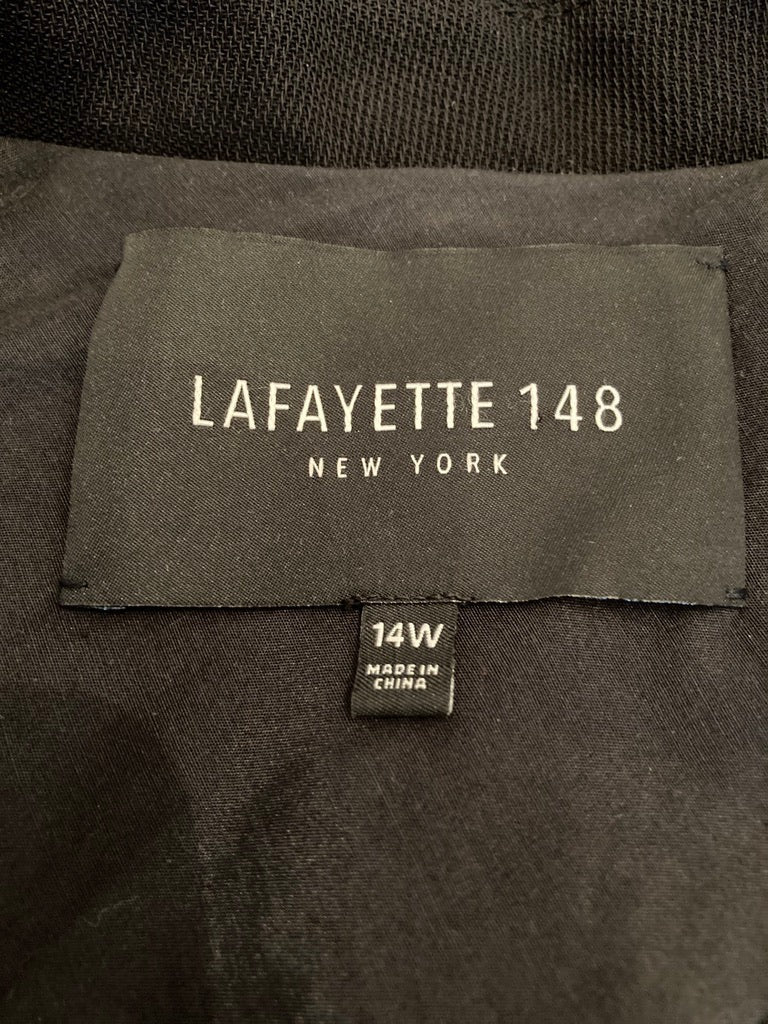 LAFAYETTE 148
NEW YORK
14W
MADE IN
CHINA